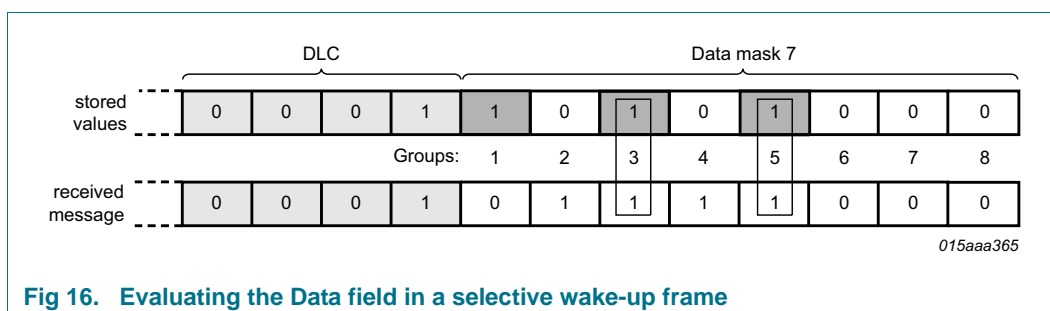 DLC Data mask 7
stored values 0 0 0 1 1 0 1 0 1 0 0 0
Groups: 1 2 3 4 5 6 7 8
received message 0 0 0 1 0 1 1 1 1 0 0 0
015aaa365
Fig 16. Evaluating the Data field in a selective wake-up frame